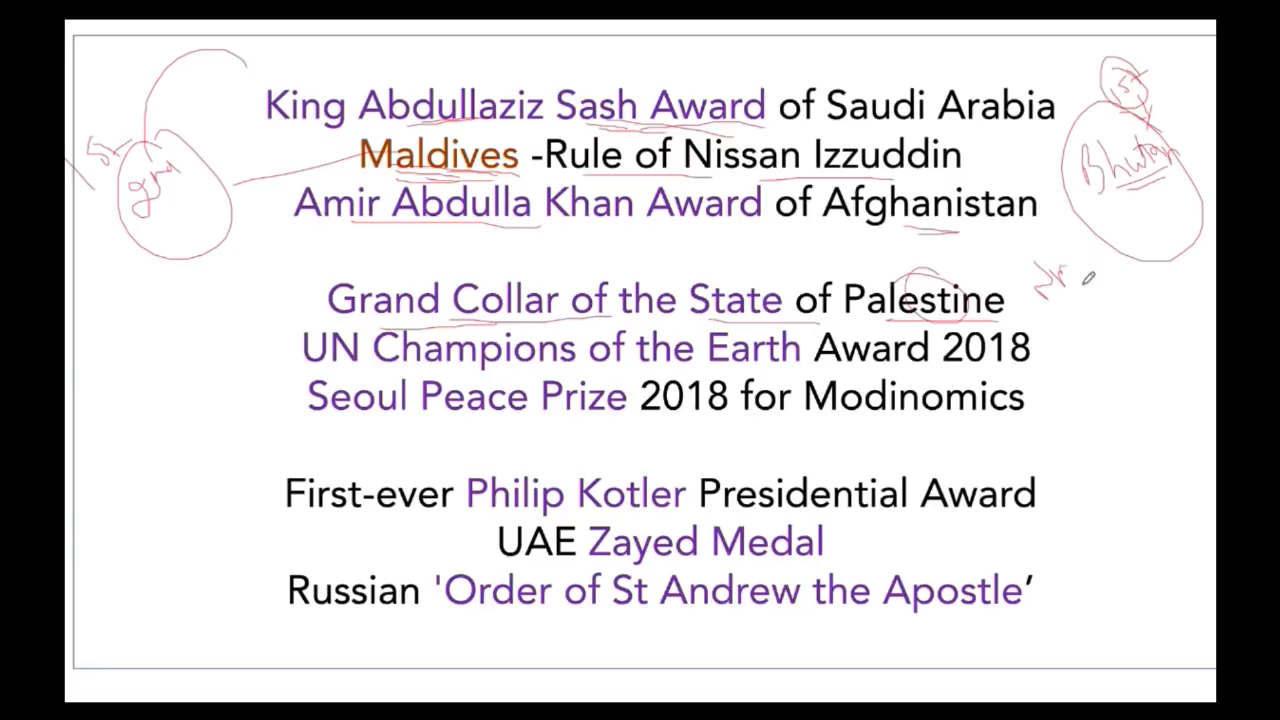 King Abdullaziz Sash Award of Saudi Arabia
Maldives -Rule of Nissan Izzuddin
Amir Abdulla Khan Award of Afghanistan
Bhutan
Grand Collar of the State of Palestine
UN Champions of the Earth Award 2018
Seoul Peace Prize 2018 for Modinomics
First-ever Philip Kotler Presidential Award
UAE Zayed Medal
Russian 'Order of St Andrew the Apostle’